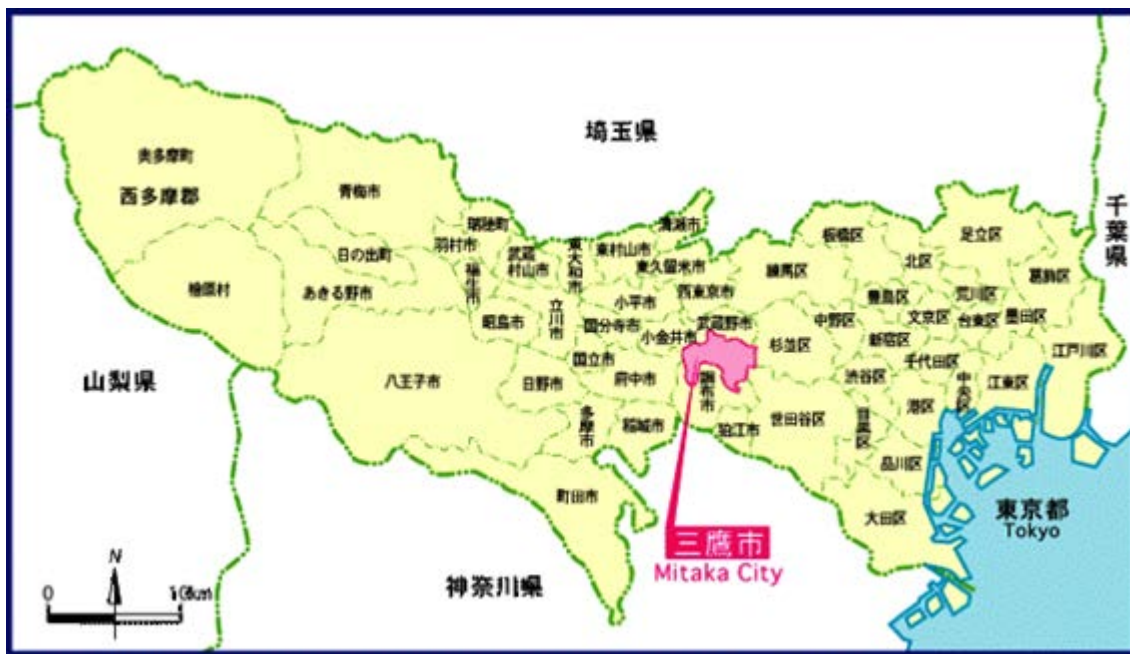 埼玉県
千葉県
奥多摩町
西多摩郡
青梅市
瑞穂町
清瀬市
板橋区
足立区
羽村市
武蔵
村山市
東大和市
東村山市
東久留米市
練馬区
北区
葛飾区
日の出町
檜原村
あきる野市
福生市
昭島市
立川市
小平市
西東京市
豊島区
荒川区
文京区
台東区
墨田区
国分寺市
小金井市
武蔵野市
中野区
新宿区
杉並区
江戸川区
国立市
千代田区
山梨県
八王子市
日野市
府中市
調布市
渋谷区
中央区
江東区
港区
多摩市
稲城市
狛江市
世田谷区
目黒区
品川区
町田市
大田区
東京都
Tokyo
三鷹市
Mitaka City
神奈川県
N
0
10km